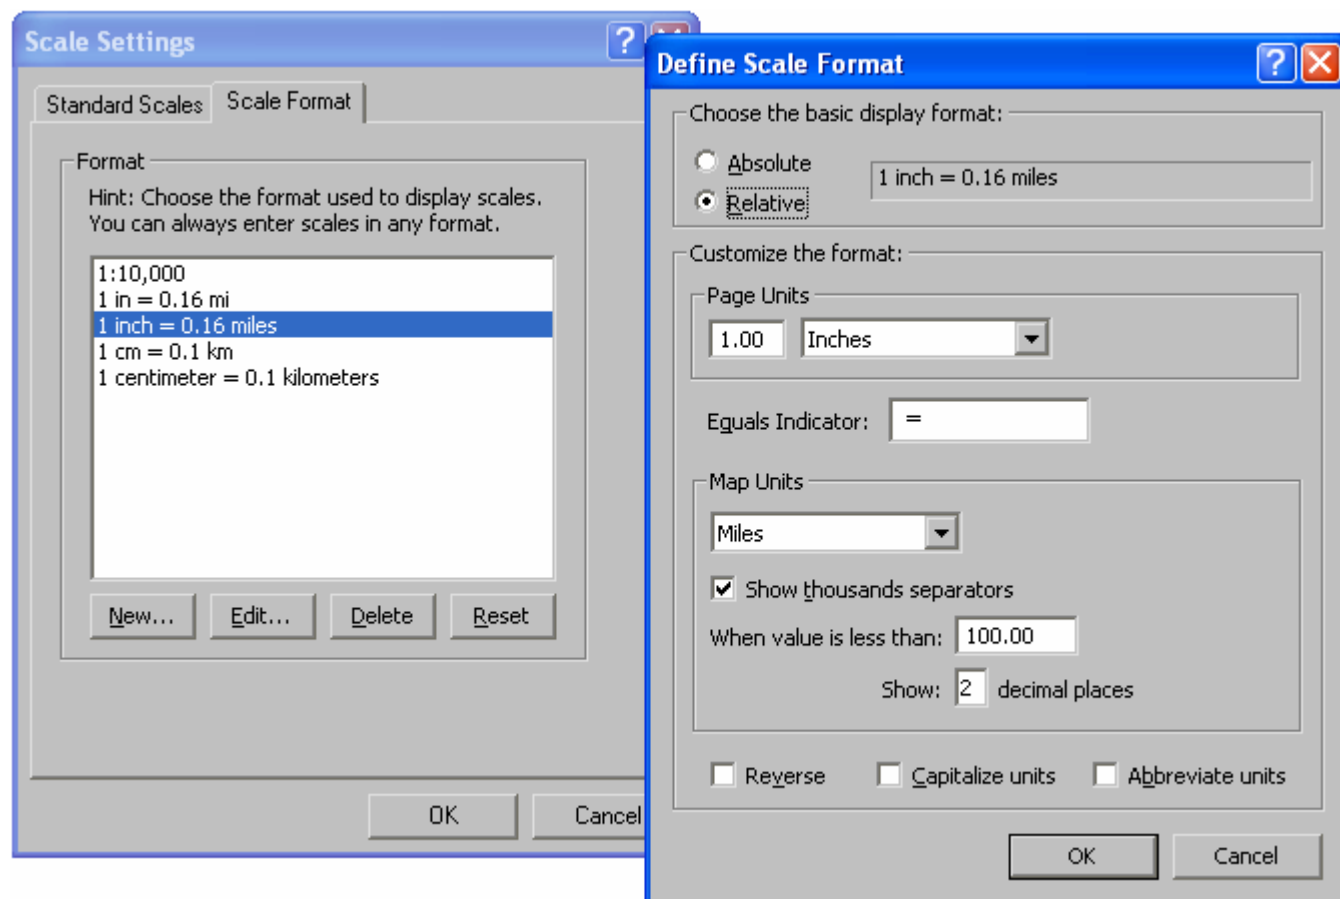 Scale Settings
Standard Scales
Scale Format
Format
Hint: Choose the format used to display scales.
You can always enter scales in any format.
1:10,000
1 in = 0.16 mi
1 inch = 0.16 miles
1 cm = 0.1 km
1 centimeter = 0.1 kilometers
New...
Edit...
Delete
Reset
OK
Cancel
Define Scale Format
Choose the basic display format:
Absolute
Relative
1 inch = 0.16 miles
Customize the format:
Page Units
1.00
Inches
Equals Indicator: =
Map Units
Miles
Show thousands separators
When value is less than: 100.00
Show: 2 decimal places
Reverse
Capitalize units
Abbreviate units
OK
Cancel